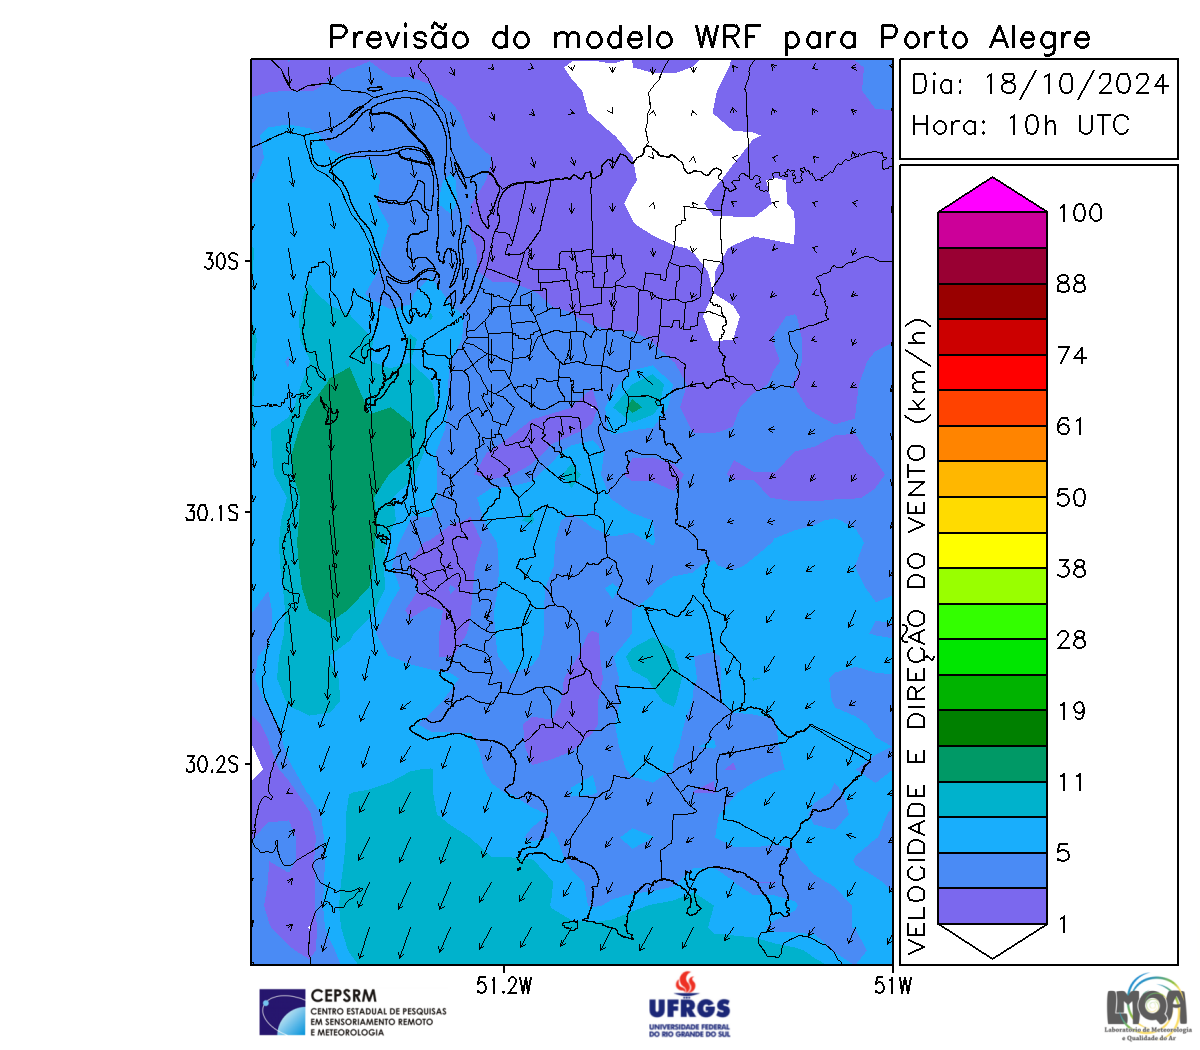 Previsão do modelo WRF para Porto Alegre
Dia: 18/10/2024
Hora: 10h UTC
30S
30.1S
30.2S
51.2W
51W
VELOCIDADE E DIREÇÃO DO VENTO (km/h)
100
88
74
61
50
38
28
19
11
5
1
CEPSRM
CENTRO ESTADUAL DE PESQUISAS
EM SENSORIAMENTO REMOTO
E METEOROLOGIA
UFRGS
UNIVERSIDADE FEDERAL
DO RIO GRANDE DO SUL
LMQA
Laboratório de Meteorologia
e Qualidade do Ar